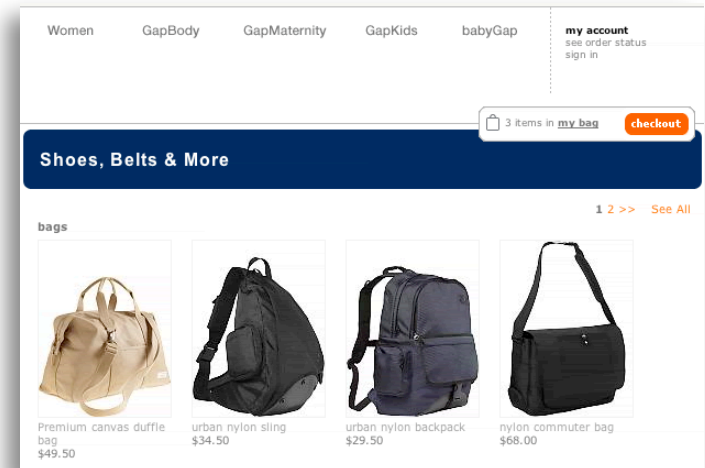 Women GapBody GapMaternity GapKids babyGap
my account
see order status
sign in
3 items in my bag checkout
Shoes, Belts & More
1 2 >> See All
bags
Premium canvas duffle
bag
$49.50
urban nylon sling
$34.50
urban nylon backpack
$29.50
nylon commuter bag
$68.00